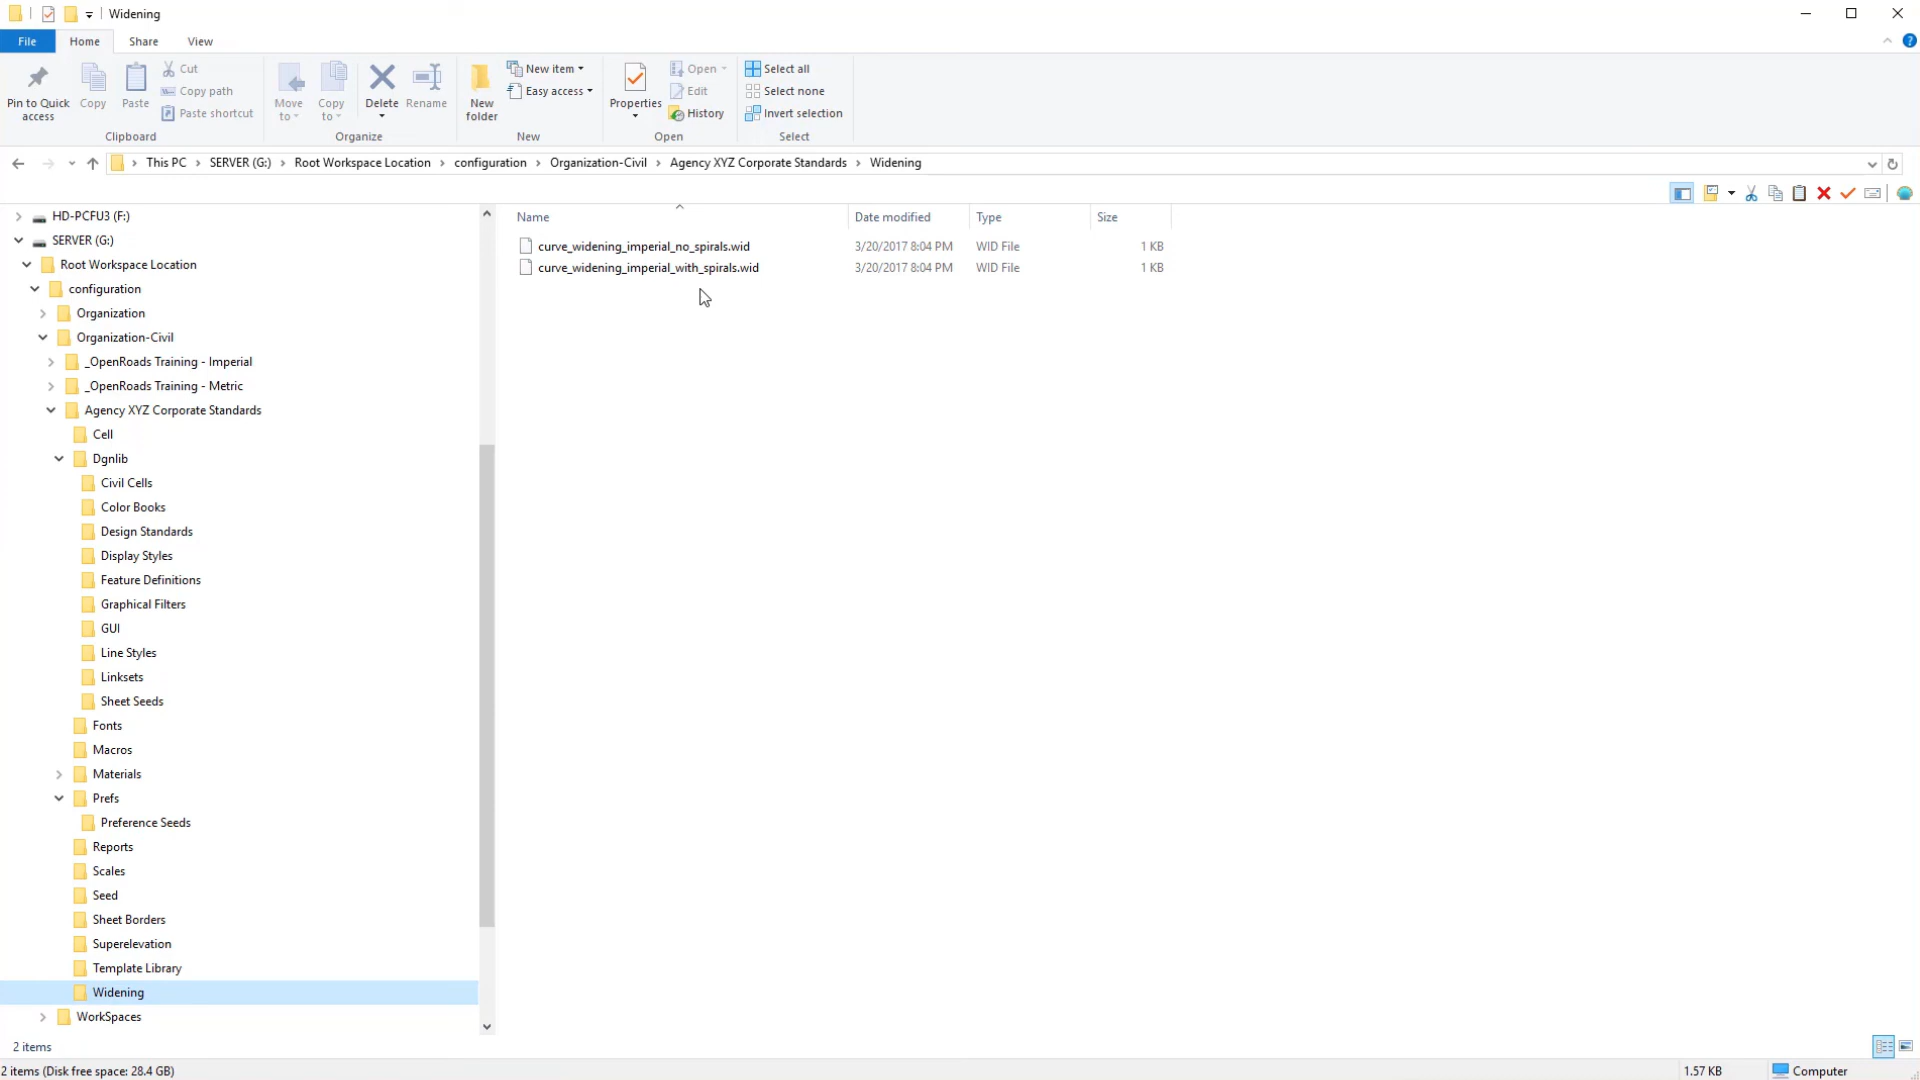 Widening
File Home Share View
Pin to Quick access
Copy
Paste
Cut
Copy path
Paste shortcut
Clipboard
Move to
Copy to
Delete
Rename
Organize
New folder
New item
Easy access
New
Properties
Open
Edit
History
Open
Select all
Select none
Invert selection
Select
This PC > SERVER (G:) > Root Workspace Location > configuration > Organization-Civil > Agency XYZ Corporate Standards > Widening
HD-PCFU3 (F:)
SERVER (G:)
Root Workspace Location
configuration
Organization
Organization-Civil
_OpenRoads Training - Imperial
_OpenRoads Training - Metric
Agency XYZ Corporate Standards
Cell
Dgnlib
Civil Cells
Color Books
Design Standards
Display Styles
Feature Definitions
Graphical Filters
GUI
Line Styles
Linksets
Sheet Seeds
Fonts
Macros
Materials
Prefs
Preference Seeds
Reports
Scales
Seed
Sheet Borders
Superelevation
Template Library
Widening
WorkSpaces
Name Date modified Type Size
curve_widening_imperial_no_spirals.wid 3/20/2017 8:04 PM WID File 1 KB
curve_widening_imperial_with_spirals.wid 3/20/2017 8:04 PM WID File 1 KB
2 items
2 items (Disk free space: 28.4 GB) 1.57 KB Computer